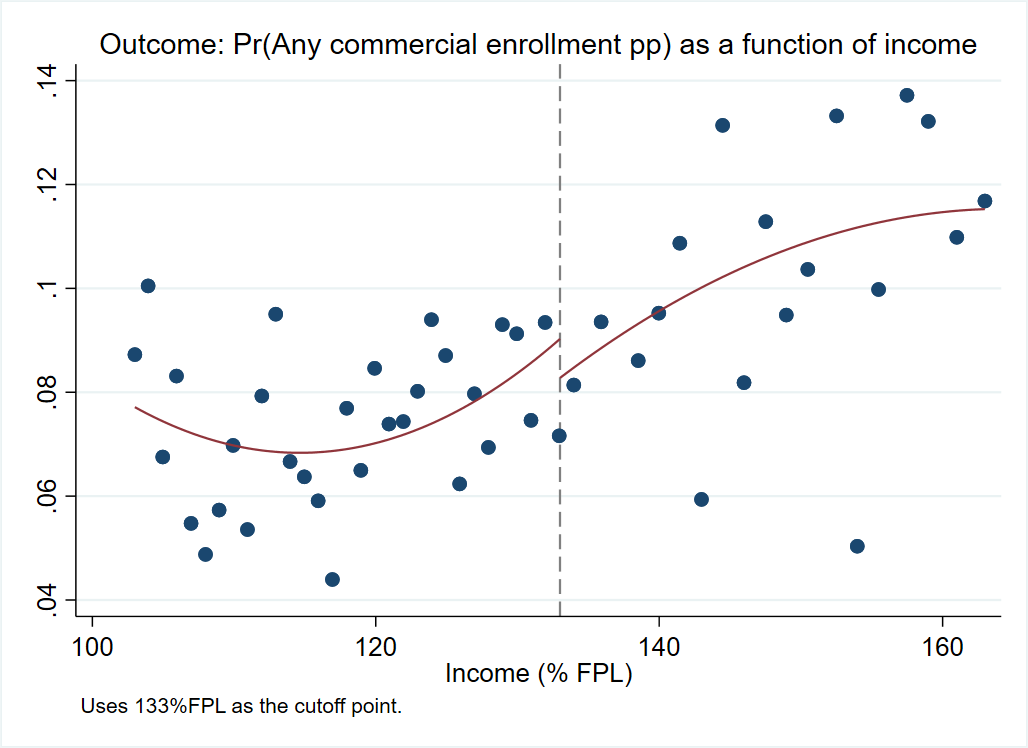 Outcome: Pr(Any commercial enrollment pp) as a function of income
.14
.12
.1
.08
.06
.04
100 120 140 160
Income (% FPL)
Uses 133%FPL as the cutoff point.